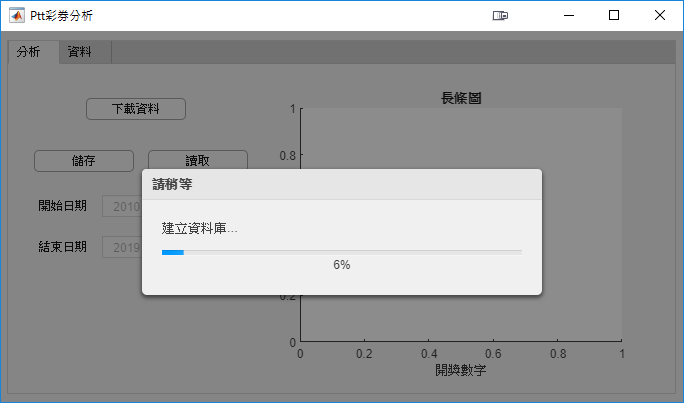 Ptt彩券分析
分析 資料
下載資料
儲存 讀取
開始日期 2010
結束日期 2019
長條圖
1
0.8
請稍等
建立資料庫...
6%
0.2
0
0 0.2 0.4 0.6 0.8 1
開獎數字